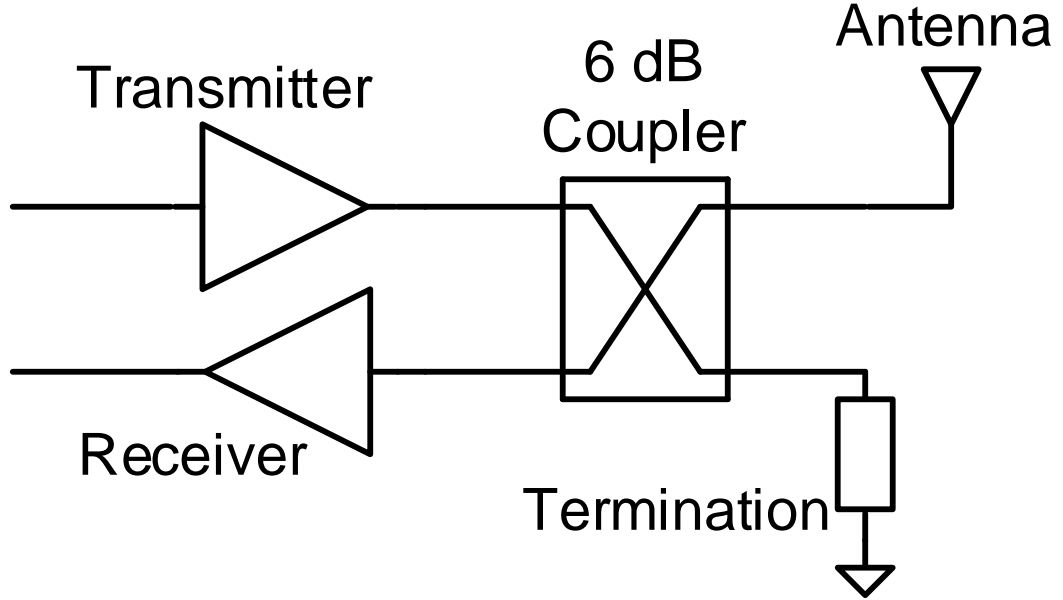 Antenna
6 dB
Coupler
Transmitter
Receiver
Termination